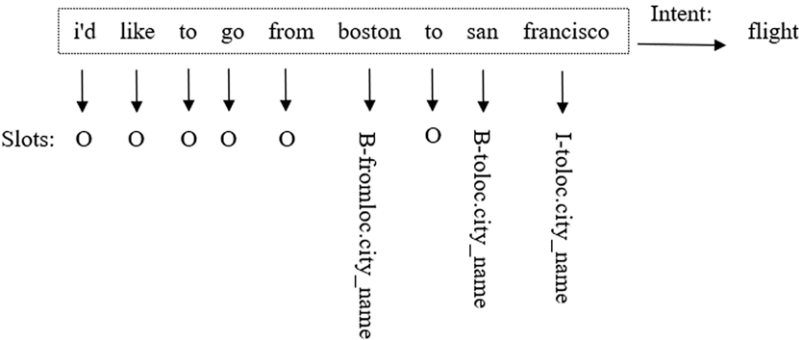 Intent:
i'd like to go from boston to san francisco flight
Slots: O O O O O B-fromloc.city_name O B-toloc.city_name I-toloc.city_name